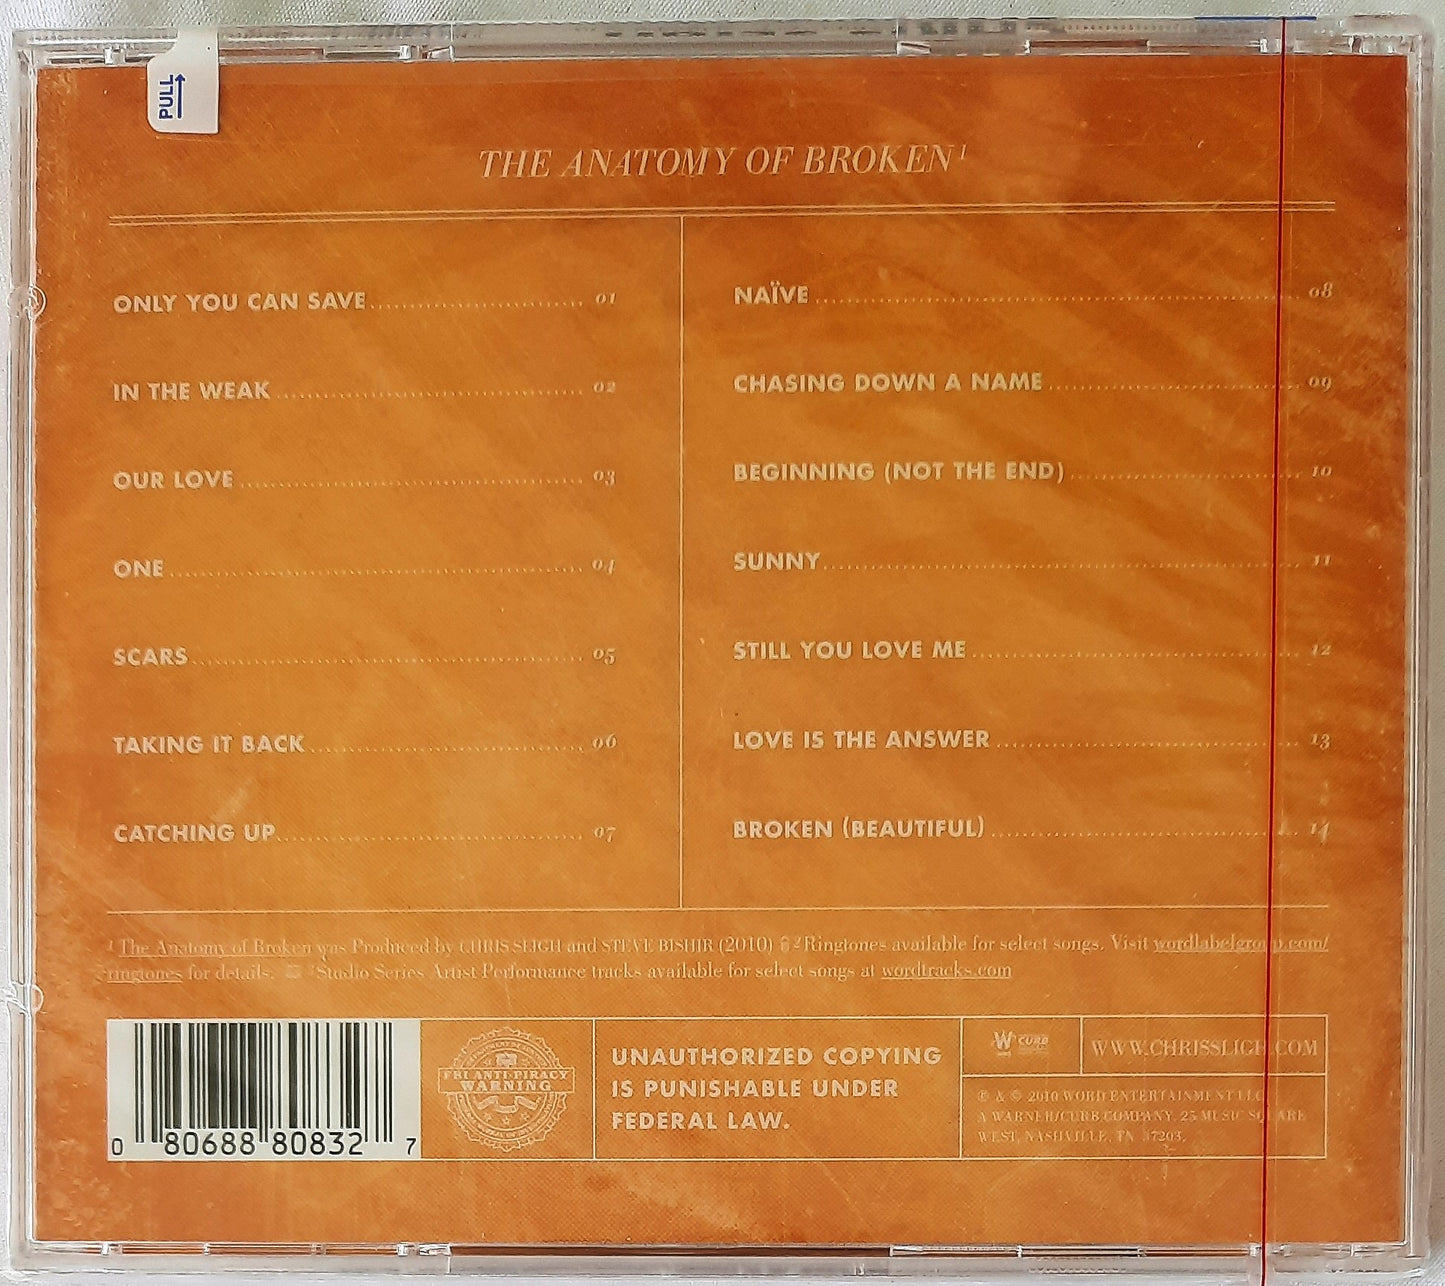 PULL
THE ANATOMY OF BROKEN¹
ONLY YOU CAN SAVE 01
IN THE WEAK 02
OUR LOVE 03
ONE 04
SCARS 05
TAKING IT BACK 06
CATCHING UP 07
NAÏVE 08
CHASING DOWN A NAME 09
BEGINNING (NOT THE END) 10
SUNNY 11
STILL YOU LOVE ME 12
LOVE IS THE ANSWER 13
BROKEN (BEAUTIFUL) 14
¹ The Anatomy of Broken was Produced by CHRIS SLIGH and STEVE BISHIR (2010) ² Ringtones available for select songs. Visit wordlabelgroup.com/
ringtones for details. Studio Series Artist Performance tracks available for select songs at wordtracks.com
0 80688 80832 7
FBI ANTI-PIRACY
WARNING
UNAUTHORIZED COPYING
IS PUNISHABLE UNDER
FEDERAL LAW.
W CURB
WWW.CHRISSLIGH.COM
℗ & © 2010 WORD ENTERTAINMENT LLC,
A WARNER/CURB COMPANY. 25 MUSIC SQUARE
WEST, NASHVILLE, TN 37203.